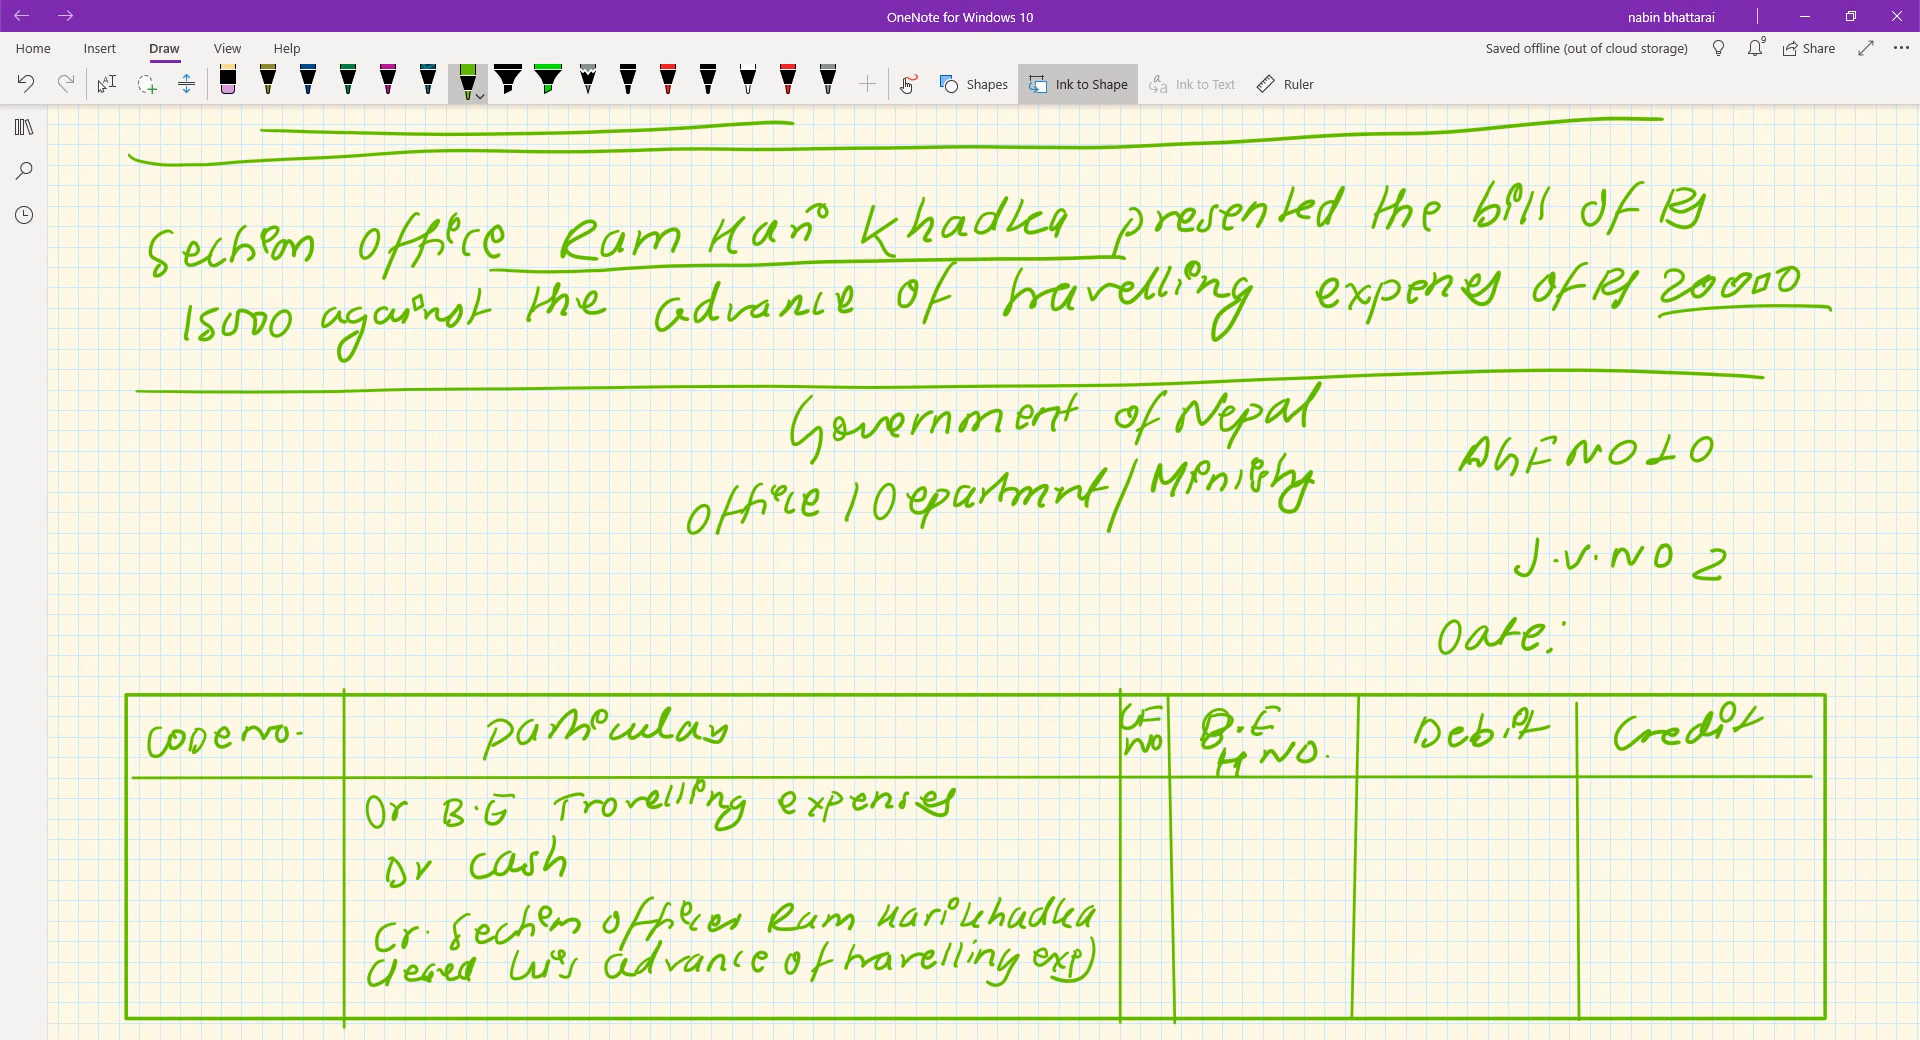 OneNote for Windows 10
nabin bhattarai
Home Insert Draw View Help
Saved offline (out of cloud storage)
9
Share
Shapes
Ink to Shape
Ink to Text
Ruler
Section office Ram Hari Khadka presented the bill of Rs
15000 against the advance of travelling expenses of Rs 20000
Government of Nepal
AGF NO 10
office / Department / Ministry
J.V. NO 2
Date:
CODE NO.
particulars
LF NO
B.E H NO.
Debit
Credit
Dr B.E Travelling expenses
Dr cash
Cr. Section officer Ram Hari Khadka
cleared his advance of travelling exp)